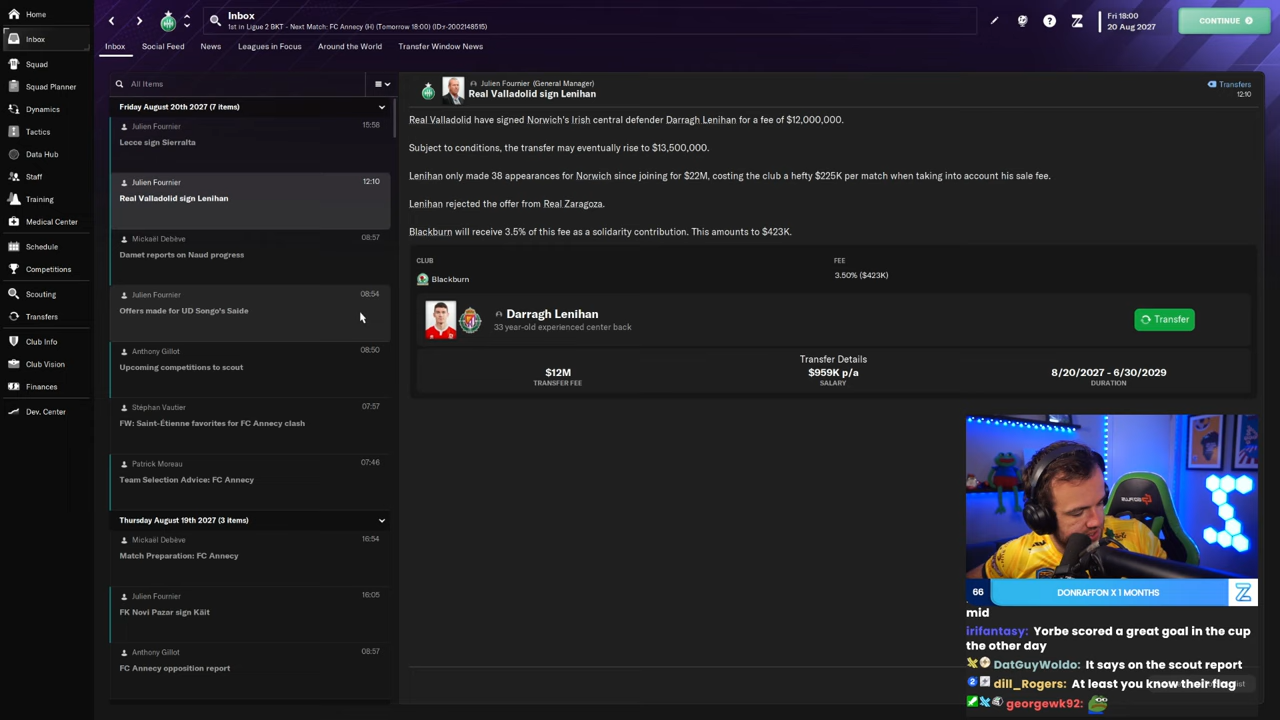 Home
Inbox
Squad
Squad Planner
Dynamics
Tactics
Data Hub
Staff
Training
Medical Center
Schedule
Competitions
Scouting
Transfers
Club Info
Club Vision
Finances
Dev. Center
Inbox
1st in Ligue 2 BKT - Next Match: FC Annecy (H) (Tomorrow 18:00) (ID:r-2002148515)
Fri 18:00
20 Aug 2027
CONTINUE
Inbox
Social Feed
News
Leagues in Focus
Around the World
Transfer Window News
All Items
Friday August 20th 2027 (7 items)
Julien Fournier
15:58
Lecce sign Sierralta
Julien Fournier
12:10
Real Valladolid sign Lenihan
Mickaël Debève
08:57
Damet reports on Naud progress
Julien Fournier
08:54
Offers made for UD Songo's Saide
Anthony Gillot
08:50
Upcoming competitions to scout
Stéphan Vautier
07:57
FW: Saint-Étienne favorites for FC Annecy clash
Patrick Moreau
07:46
Team Selection Advice: FC Annecy
Thursday August 19th 2027 (3 items)
Mickaël Debève
16:54
Match Preparation: FC Annecy
Julien Fournier
16:05
FK Novi Pazar sign Käit
Anthony Gillot
08:57
FC Annecy opposition report
Julien Fournier (General Manager)
Real Valladolid sign Lenihan
Transfers
12:10
Real Valladolid have signed Norwich's Irish central defender Darragh Lenihan for a fee of $12,000,000.
Subject to conditions, the transfer may eventually rise to $13,500,000.
Lenihan only made 38 appearances for Norwich since joining for $22M, costing the club a hefty $225K per match when taking into account his sale fee.
Lenihan rejected the offer from Real Zaragoza.
Blackburn will receive 3.5% of this fee as a solidarity contribution. This amounts to $423K.
CLUB
FEE
Blackburn
3.50% ($423K)
Darragh Lenihan
33 year-old experienced center back
Transfer
Transfer Details
$12M
$959K p/a
8/20/2027 - 6/30/2029
TRANSFER FEE
SALARY
DURATION
66
DONRAFFON X 1 MONTHS
mid
irifantasy: Yorbe scored a great goal in the cup
the other day
DatGuyWoldo: It says on the scout report
dill_Rogers: At least you know their flag
georgewk92: